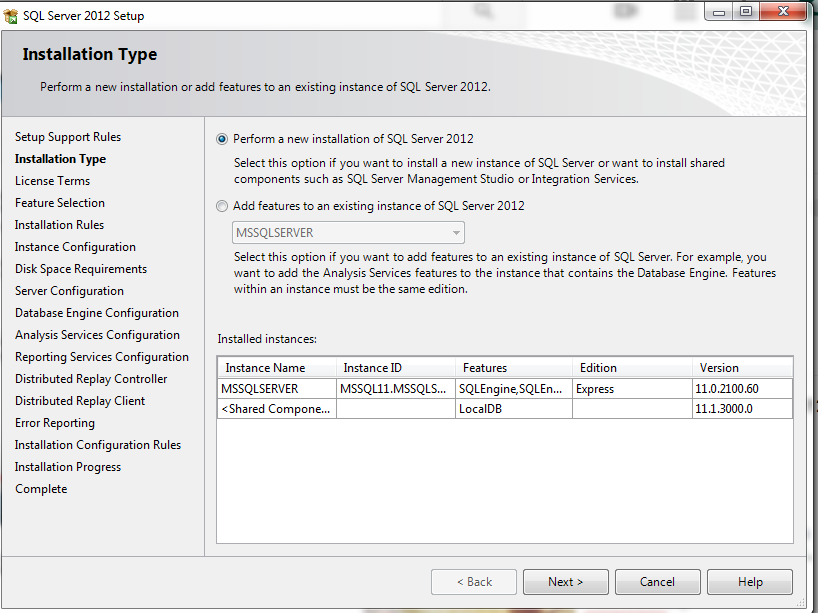 SQL Server 2012 Setup
Installation Type
Perform a new installation or add features to an existing instance of SQL Server 2012.
Setup Support Rules
Installation Type
License Terms
Feature Selection
Installation Rules
Instance Configuration
Disk Space Requirements
Server Configuration
Database Engine Configuration
Analysis Services Configuration
Reporting Services Configuration
Distributed Replay Controller
Distributed Replay Client
Error Reporting
Installation Configuration Rules
Installation Progress
Complete
Perform a new installation of SQL Server 2012
Select this option if you want to install a new instance of SQL Server or want to install shared
components such as SQL Server Management Studio or Integration Services.
Add features to an existing instance of SQL Server 2012
MSSQLSERVER
Select this option if you want to add features to an existing instance of SQL Server. For example, you
want to add the Analysis Services features to the instance that contains the Database Engine. Features
within an instance must be the same edition.
Installed instances:
Instance Name Instance ID Features Edition Version
MSSQLSERVER MSSQL11.MSSQLS... SQLEngine,SQLEn... Express 11.0.2100.60
<Shared Compone... LocalDB 11.1.3000.0
< Back Next > Cancel Help